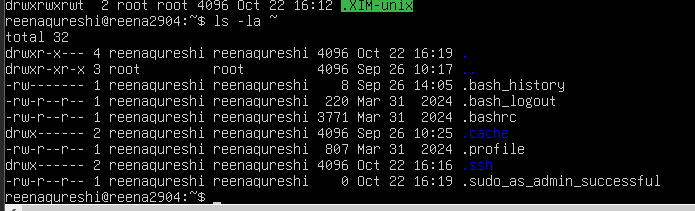 drwxrwxrwt  2 root root 4096 Oct 22 16:12 .XIM-unix
reenaqureshi@reena2904:~$ ls -la ~
total 32
drwxr-x--- 4 reenaqureshi reenaqureshi 4096 Oct 22 16:19 .
drwxr-xr-x 3 root         root         4096 Sep 26 10:17 ..
-rw------- 1 reenaqureshi reenaqureshi    8 Sep 26 14:05 .bash_history
-rw-r--r-- 1 reenaqureshi reenaqureshi  220 Mar 31  2024 .bash_logout
-rw-r--r-- 1 reenaqureshi reenaqureshi 3771 Mar 31  2024 .bashrc
drwx------ 2 reenaqureshi reenaqureshi 4096 Sep 26 10:25 .cache
-rw-r--r-- 1 reenaqureshi reenaqureshi  807 Mar 31  2024 .profile
drwx------ 2 reenaqureshi reenaqureshi 4096 Oct 22 16:16 .ssh
-rw-r--r-- 1 reenaqureshi reenaqureshi    0 Oct 22 16:19 .sudo_as_admin_successful
reenaqureshi@reena2904:~$ _